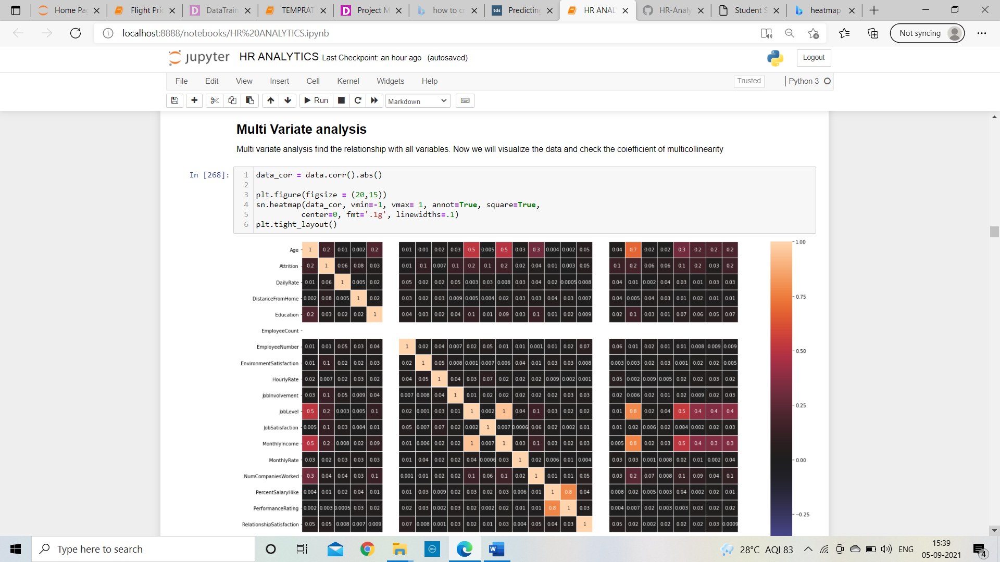 Home Pa
Flight Pri
DataTrain
TEMPRAT
Project M
how to cr
tds Predicting
HR ANAL
HR-Analy
Student S
heatmap
localhost:8888/notebooks/HR%20ANALYTICS.ipynb
Not syncing
jupyter HR ANALYTICS Last Checkpoint: an hour ago (autosaved)
Logout
File Edit View Insert Cell Kernel Widgets Help
Trusted
Python 3
Run
Markdown
Multi Variate analysis
Multi variate analysis find the relationship with all variables. Now we will visualize the data and check the coiefficient of multicollinearity
In [268]:
1 data_cor = data.corr().abs()
2
3 plt.figure(figsize = (20,15))
4 sn.heatmap(data_cor, vmin=-1, vmax= 1, annot=True, square=True,
5 center=0, fmt='.1g', linewidths=.1)
6 plt.tight_layout()
Age 1 0.2 0.01 0.002 0.2 0.01 0.01 0.02 0.03 0.5 0.005 0.5 0.03 0.3 0.004 0.002 0.05 0.04 0.7 0.02 0.02 0.3 0.2 0.2 0.2
Attrition 0.2 1 0.06 0.08 0.03 0.01 0.1 0.007 0.1 0.2 0.1 0.2 0.02 0.04 0.01 0.003 0.05 0.1 0.2 0.06 0.06 0.1 0.2 0.03 0.2
DailyRate 0.01 0.06 1 0.005 0.02 0.05 0.02 0.02 0.05 0.003 0.03 0.008 0.03 0.04 0.02 0.0005 0.008 0.04 0.01 0.002 0.04 0.03 0.01 0.03 0.03
DistanceFromHome 0.002 0.08 0.005 1 0.02 0.03 0.02 0.03 0.009 0.005 0.004 0.02 0.03 0.03 0.04 0.03 0.007 0.04 0.005 0.04 0.03 0.01 0.02 0.01 0.01
Education 0.2 0.03 0.02 0.02 1 0.04 0.03 0.02 0.04 0.1 0.01 0.09 0.03 0.1 0.01 0.02 0.009 0.02 0.1 0.03 0.01 0.07 0.06 0.05 0.07
EmployeeCount
EmployeeNumber 0.01 0.01 0.05 0.03 0.04 1 0.02 0.04 0.007 0.02 0.05 0.01 0.01 0.001 0.01 0.02 0.07 0.06 0.01 0.02 0.01 0.01 0.008 0.009 0.009
EnvironmentSatisfaction 0.01 0.1 0.02 0.02 0.03 0.02 1 0.05 0.008 0.001 0.007 0.006 0.04 0.01 0.03 0.03 0.008 0.003 0.003 0.02 0.03 0.001 0.02 0.02 0.005
HourlyRate 0.02 0.007 0.02 0.03 0.02 0.04 0.05 1 0.04 0.03 0.07 0.02 0.02 0.02 0.009 0.002 0.001 0.05 0.002 0.009 0.005 0.02 0.02 0.03 0.02
JobInvolvement 0.03 0.1 0.05 0.009 0.04 0.007 0.008 0.04 1 0.01 0.02 0.02 0.02 0.02 0.02 0.03 0.03 0.02 0.006 0.02 0.01 0.02 0.009 0.02 0.03
JobLevel 0.5 0.2 0.003 0.005 0.1 0.02 0.001 0.03 0.01 1 0.002 1 0.04 0.1 0.03 0.02 0.02 0.01 0.8 0.02 0.04 0.5 0.4 0.4 0.4
JobSatisfaction 0.005 0.1 0.03 0.004 0.01 0.05 0.007 0.07 0.02 0.002 1 0.007 0.0006 0.06 0.02 0.002 0.01 0.01 0.02 0.006 0.02 0.004 0.002 0.02 0.03
MonthlyIncome 0.5 0.2 0.008 0.02 0.09 0.01 0.006 0.02 0.02 1 0.007 1 0.03 0.1 0.03 0.02 0.03 0.005 0.8 0.02 0.03 0.5 0.4 0.3 0.3
MonthlyRate 0.03 0.02 0.03 0.03 0.03 0.01 0.04 0.02 0.02 0.04 0.0006 0.03 1 0.02 0.006 0.01 0.004 0.03 0.03 0.001 0.008 0.02 0.01 0.002 0.04
NumCompaniesWorked 0.3 0.04 0.04 0.03 0.1 0.001 0.01 0.02 0.02 0.1 0.06 0.1 0.02 1 0.01 0.01 0.05 0.03 0.2 0.07 0.008 0.1 0.09 0.04 0.1
PercentSalaryHike 0.004 0.01 0.02 0.04 0.01 0.01 0.03 0.009 0.02 0.03 0.02 0.03 0.006 0.01 1 0.8 0.04 0.008 0.02 0.005 0.003 0.04 0.002 0.02 0.01
PerformanceRating 0.002 0.003 0.0005 0.03 0.02 0.02 0.03 0.002 0.03 0.02 0.002 0.02 0.01 0.01 0.8 1 0.03 0.004 0.007 0.02 0.003 0.003 0.03 0.02 0.02
RelationshipSatisfaction 0.05 0.05 0.008 0.007 0.009 0.07 0.008 0.001 0.03 0.02 0.01 0.03 0.004 0.05 0.04 0.03 1 0.05 0.02 0.002 0.02 0.02 0.02 0.03 0.0009
1.00
0.75
0.50
0.25
0.00
−0.25
Type here to search
DELL
W
28°C AQI 83
ENG
15:39
05-09-2021
4